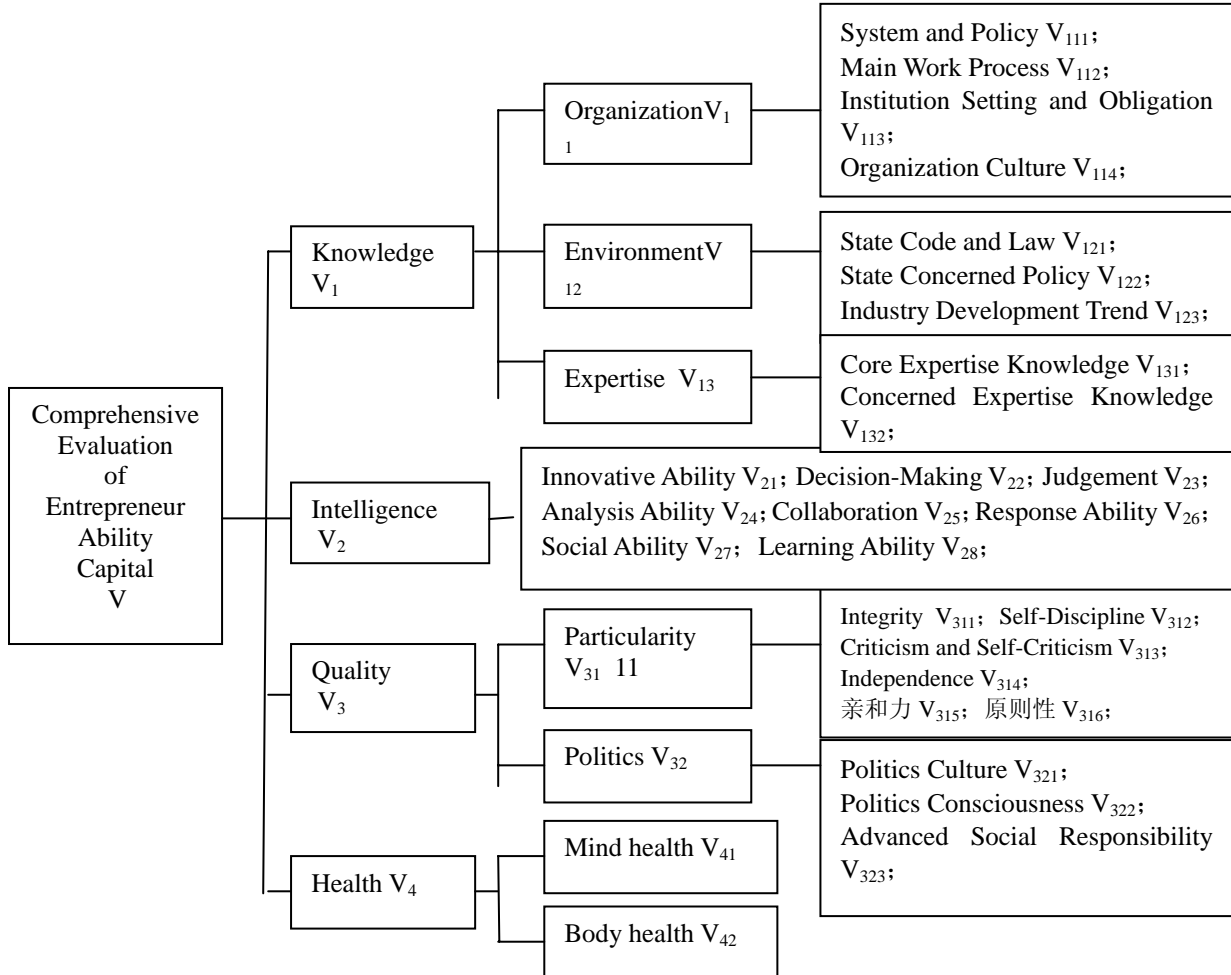 Comprehensive
Evaluation
of
Entrepreneur
Ability
Capital
V
Knowledge
V₁
OrganizationV₁
₁
System and Policy V₁₁₁；
Main Work Process V₁₁₂；
Institution Setting and Obligation
V₁₁₃；
Organization Culture V₁₁₄；
EnvironmentV
₁₂
State Code and Law V₁₂₁；
State Concerned Policy V₁₂₂；
Industry Development Trend V₁₂₃；
Expertise V₁₃
Core Expertise Knowledge V₁₃₁；
Concerned Expertise Knowledge
V₁₃₂；
Intelligence
V₂
Innovative Ability V₂₁；Decision-Making V₂₂；Judgement V₂₃；
Analysis Ability V₂₄；Collaboration V₂₅；Response Ability V₂₆；
Social Ability V₂₇； Learning Ability V₂₈；
Quality
V₃
Particularity
V₃₁ 11
Integrity V₃₁₁； Self-Discipline V₃₁₂；
Criticism and Self-Criticism V₃₁₃；
Independence V₃₁₄；
亲和力 V₃₁₅；原则性 V₃₁₆；
Politics V₃₂
Politics Culture V₃₂₁；
Politics Consciousness V₃₂₂；
Advanced Social Responsibility
V₃₂₃；
Health V₄
Mind health V₄₁
Body health V₄₂